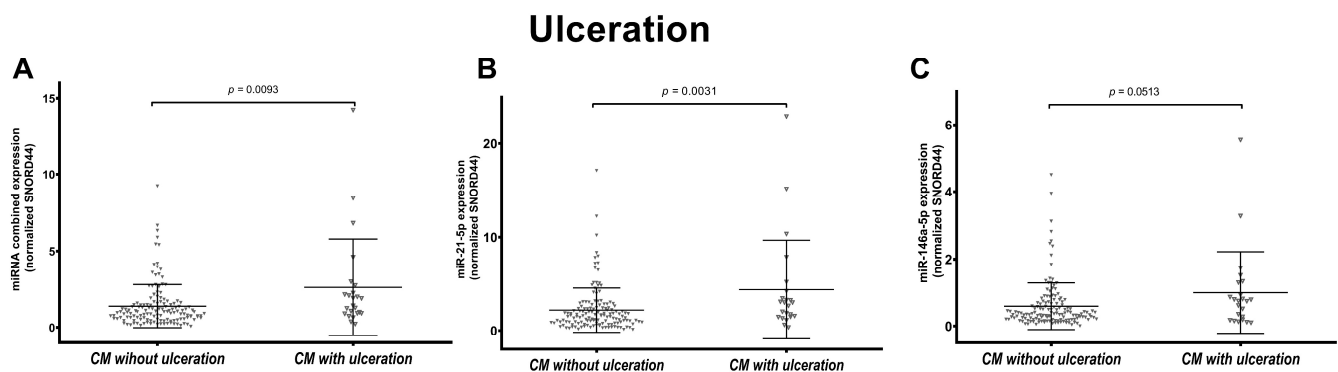 Ulceration
A
p = 0.0093
miRNA combined expression
(normalized SNORD44)
15
10
5
0
CM without ulceration
CM with ulceration
B
p = 0.0031
miR-21-5p expression
(normalized SNORD44)
20
10
0
CM without ulceration
CM with ulceration
C
p = 0.0513
miR-146a-5p expression
(normalized SNORD44)
6
4
2
0
CM without ulceration
CM with ulceration